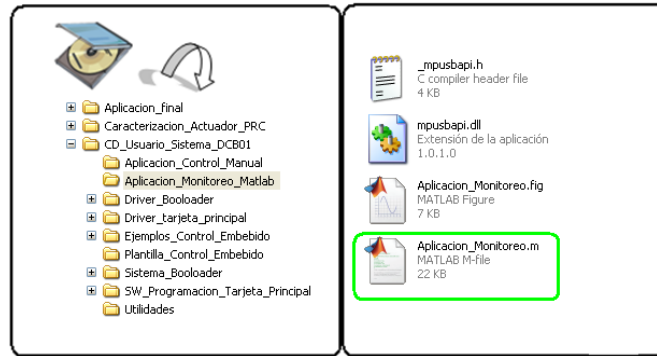 Aplicacion_final
Caracterizacion_Actuador_PRC
CD_Usuario_Sistema_DCB01
Aplicacion_Control_Manual
Aplicacion_Monitoreo_Matlab
Driver_Booloader
Driver_tarjeta_principal
Ejemplos_Control_Embebido
Plantilla_Control_Embebido
Sistema_Booloader
SW_Programacion_Tarjeta_Principal
Utilidades
_mpusbapi.h
C compiler header file
4 KB
mpusbapi.dll
Extensión de la aplicación
1.0.1.0
Aplicacion_Monitoreo.fig
MATLAB Figure
7 KB
Aplicacion_Monitoreo.m
MATLAB M-file
22 KB